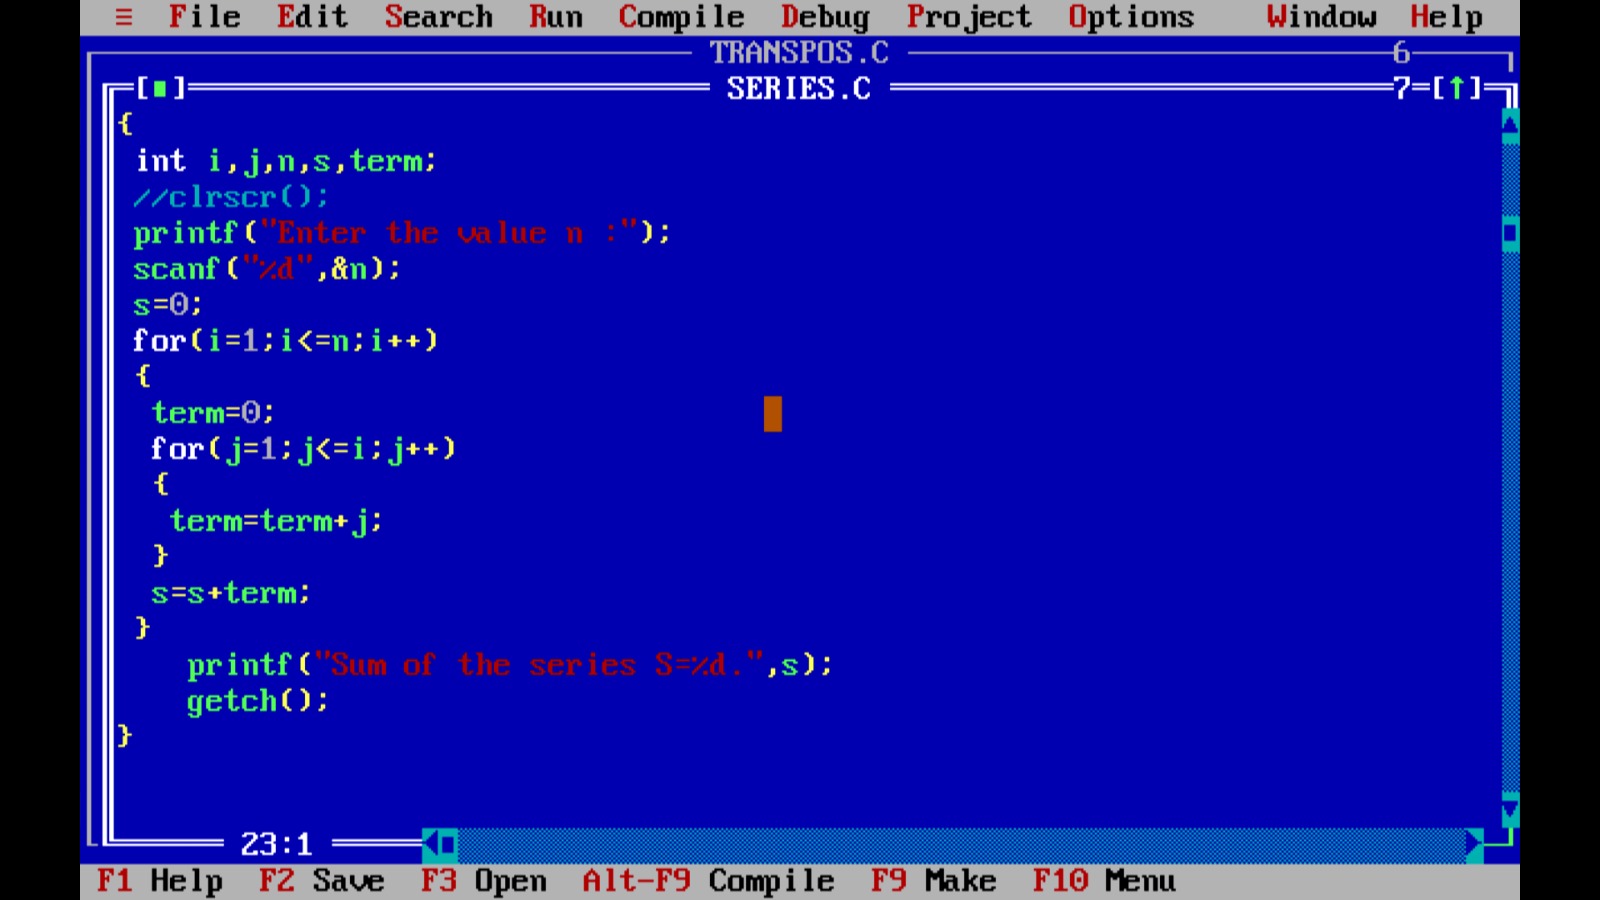 ≡ File Edit Search Run Compile Debug Project Options Window Help
TRANSPOS.C 6
[■] SERIES.C 7=[↑]
{
int i,j,n,s,term;
//clrscr();
printf("Enter the value n :");
scanf("%d",&n);
s=0;
for(i=1;i<=n;i++)
{
term=0;
for(j=1;j<=i;j++)
{
term=term+j;
}
s=s+term;
}
printf("Sum of the series S=%d.",s);
getch();
}
23:1
F1 Help F2 Save F3 Open Alt-F9 Compile F9 Make F10 Menu